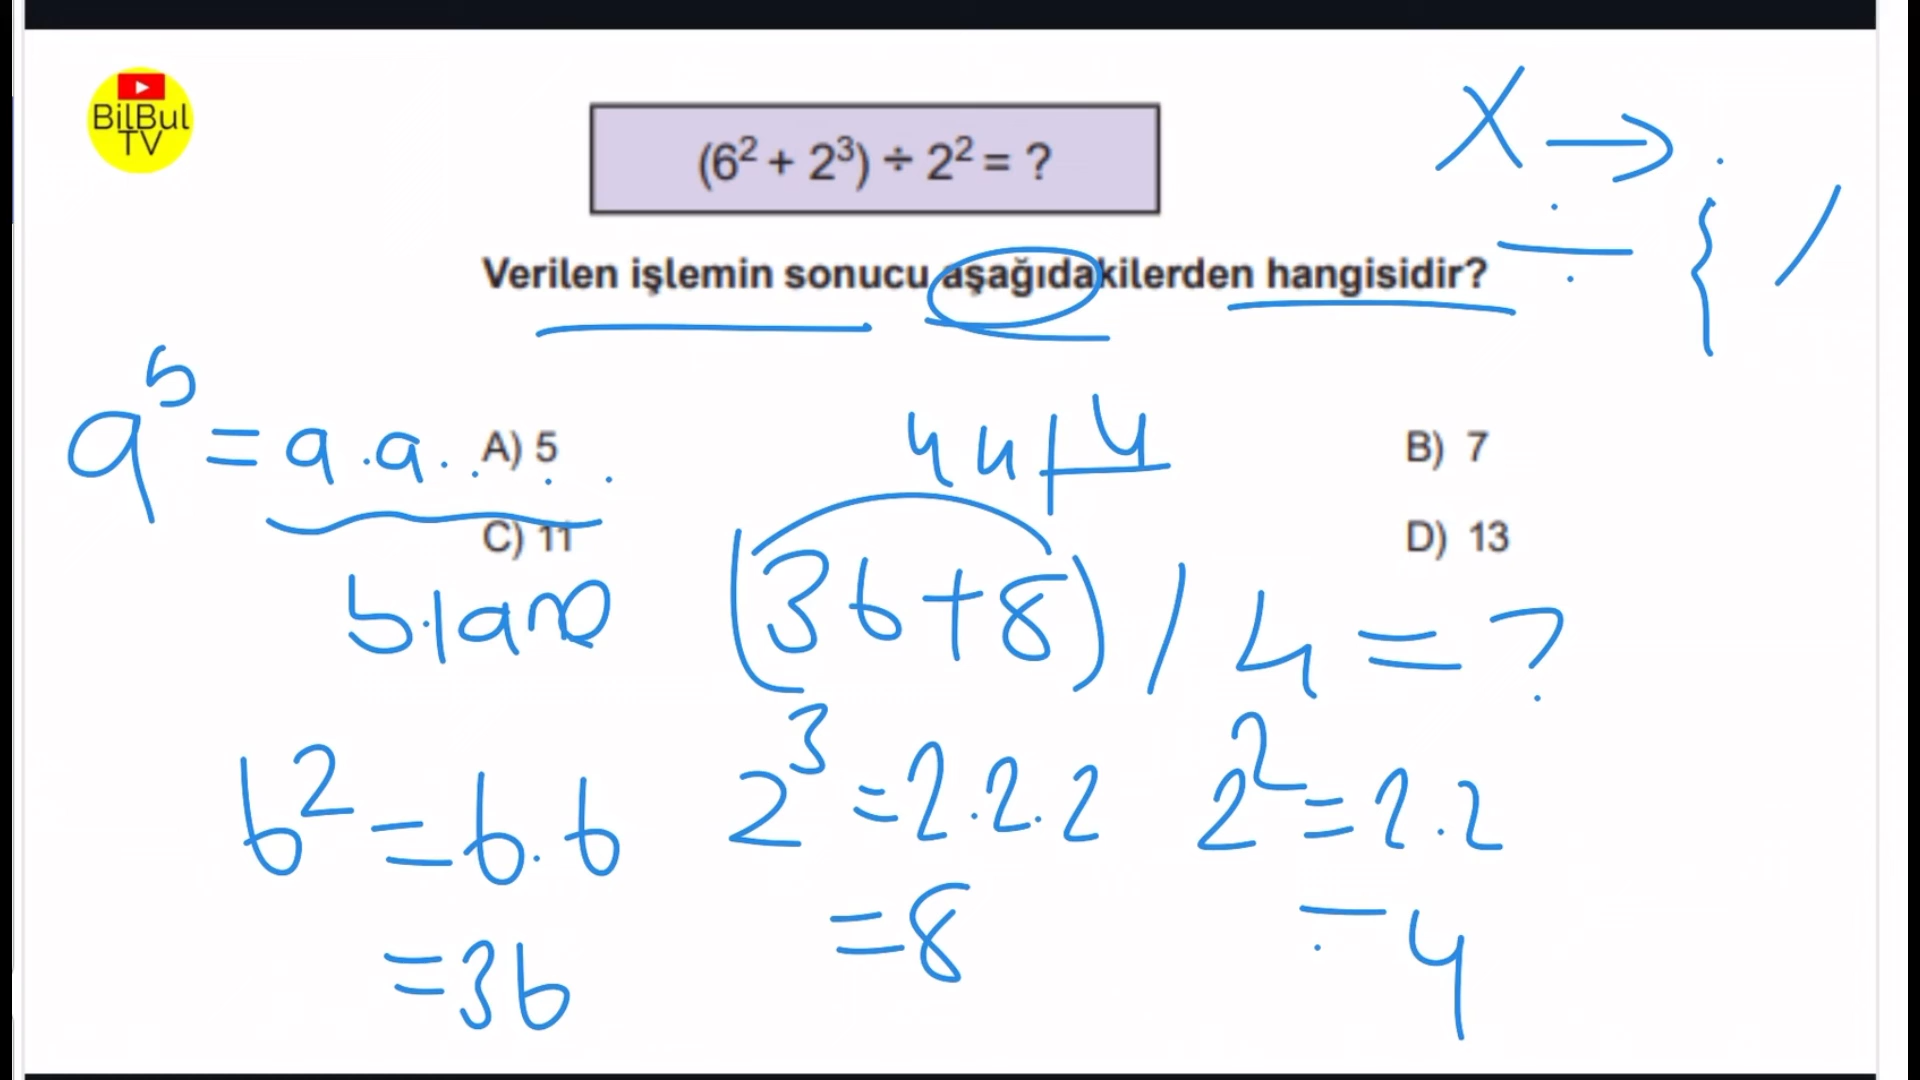 BilBul
TV
(6² + 2³) ÷ 2² = ?
X → .
÷ { /
Verilen işlemin sonucu aşağıdakilerden hangisidir?
a⁵ = a.a. . . .
A) 5
44 | 4
B) 7
C) 11
D) 13
5.tane
(36+8) / 4 = ?
6² = 6.6
2³ = 2.2.2
2² = 2.2
= 36
= 8
= 4